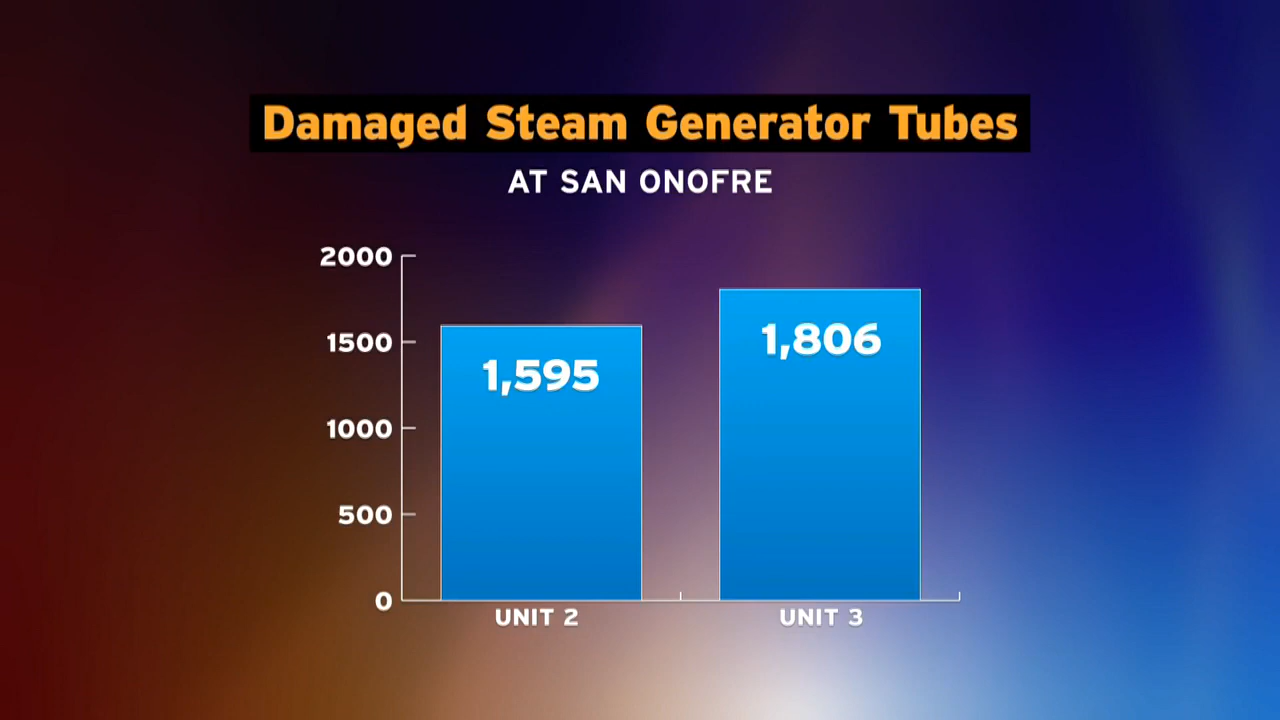 Damaged Steam Generator Tubes
AT SAN ONOFRE
2000
1500
1000
500
0
1,595
1,806
UNIT 2
UNIT 3